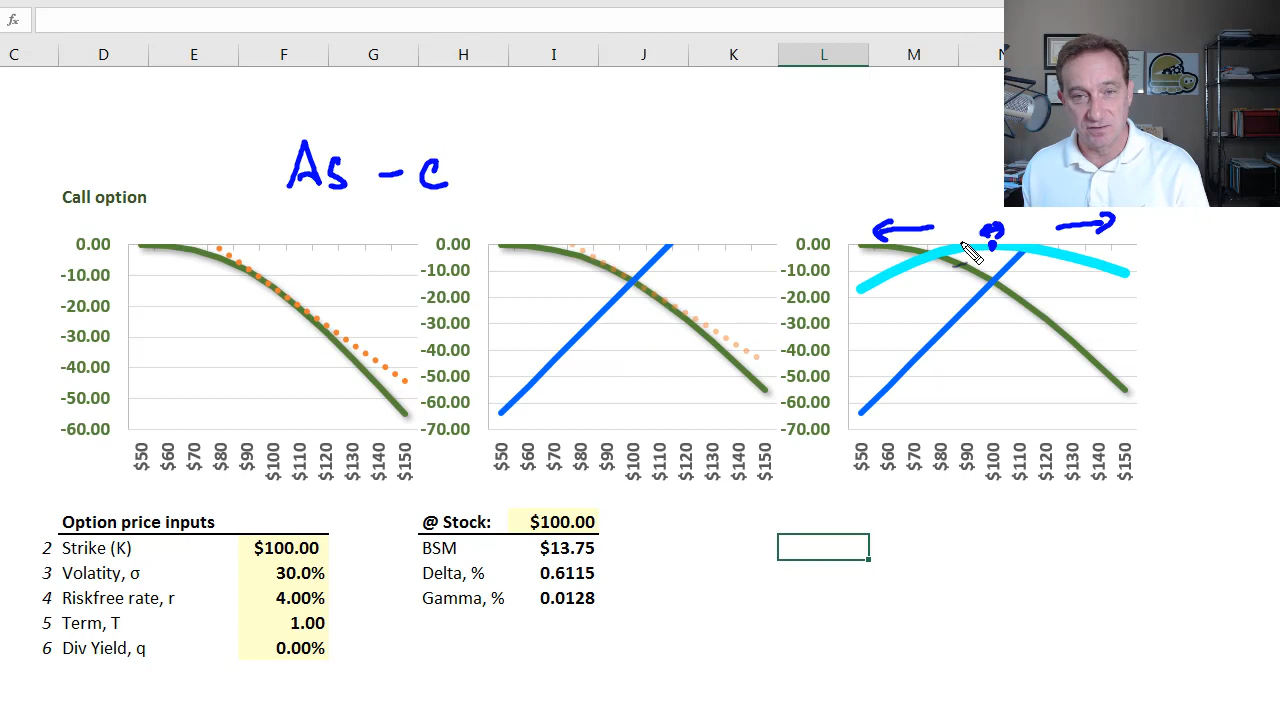 fx
C D E F G H I J K L M N
As - c
Call option
0.00
-10.00
-20.00
-30.00
-40.00
-50.00
-60.00
$50 $60 $70 $80 $90 $100 $110 $120 $130 $140 $150
0.00
-10.00
-20.00
-30.00
-40.00
-50.00
-60.00
-70.00
$50 $60 $70 $80 $90 $100 $110 $120 $130 $140 $150
0.00
-10.00
-20.00
-30.00
-40.00
-50.00
-60.00
-70.00
$50 $60 $70 $80 $90 $100 $110 $120 $130 $140 $150
Option price inputs
2 Strike (K) $100.00
3 Volatity, σ 30.0%
4 Riskfree rate, r 4.00%
5 Term, T 1.00
6 Div Yield, q 0.00%
@ Stock: $100.00
BSM $13.75
Delta, % 0.6115
Gamma, % 0.0128